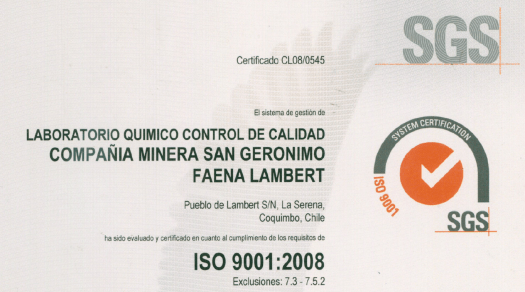 SGS
Certificado CL08/0545
El sistema de gestión de
LABORATORIO QUIMICO CONTROL DE CALIDAD
COMPAÑIA MINERA SAN GERONIMO
FAENA LAMBERT
Pueblo de Lambert S/N, La Serena,
Coquimbo, Chile
ha sido evaluado y certificado en cuanto al cumplimiento de los requisitos de
ISO 9001:2008
Exclusiones: 7.3 - 7.5.2
SYSTEM CERTIFICATION
ISO 9001
SGS